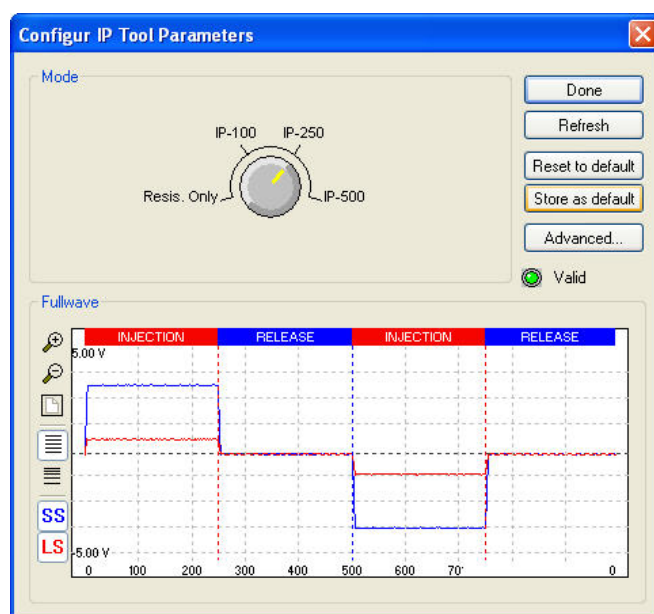 Configur IP Tool Parameters
Mode
Done
Refresh
Reset to default
Store as default
Advanced...
Valid
IP-100 IP-250
Resis. Only IP-500
Fullwave
INJECTION RELEASE INJECTION RELEASE
5.00 V
SS
LS
-5.00 V
0 100 200 300 400 500 600 70' 0